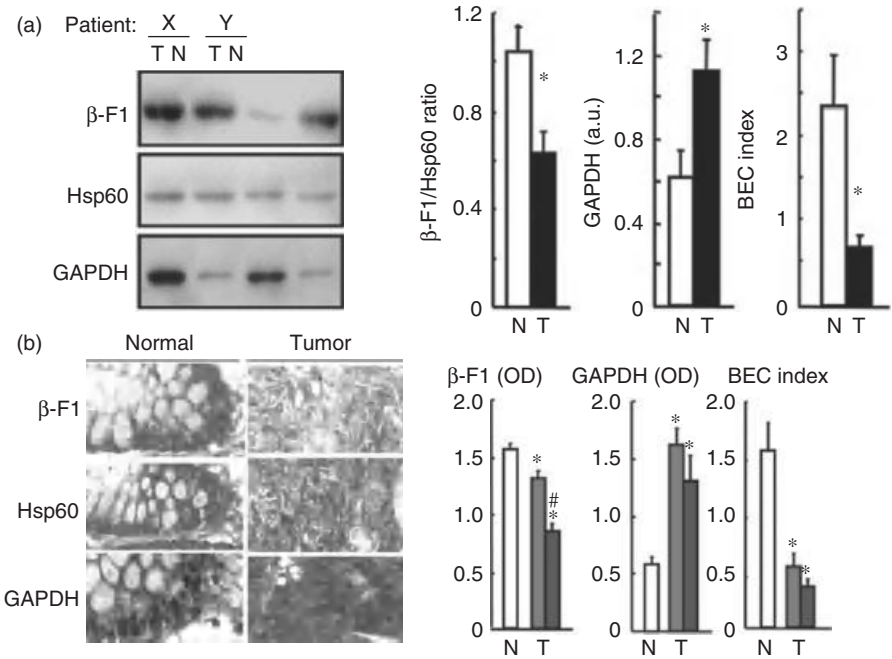 (a) Patient: X Y
T N T N
β-F1
Hsp60
GAPDH
β-F1/Hsp60 ratio
1.2
0.8
0.4
0
*
N T
GAPDH (a.u.)
1.2
0.8
0.4
0
*
N T
BEC index
3
2
1
0
*
N T
(b) Normal Tumor
β-F1
Hsp60
GAPDH
β-F1 (OD)
2.0
1.5
1.0
0.5
0
*
#
*
N T
GAPDH (OD)
2.0
1.5
1.0
0.5
0
*
*
N T
BEC index
2.0
1.5
1.0
0.5
0
*
*
N T